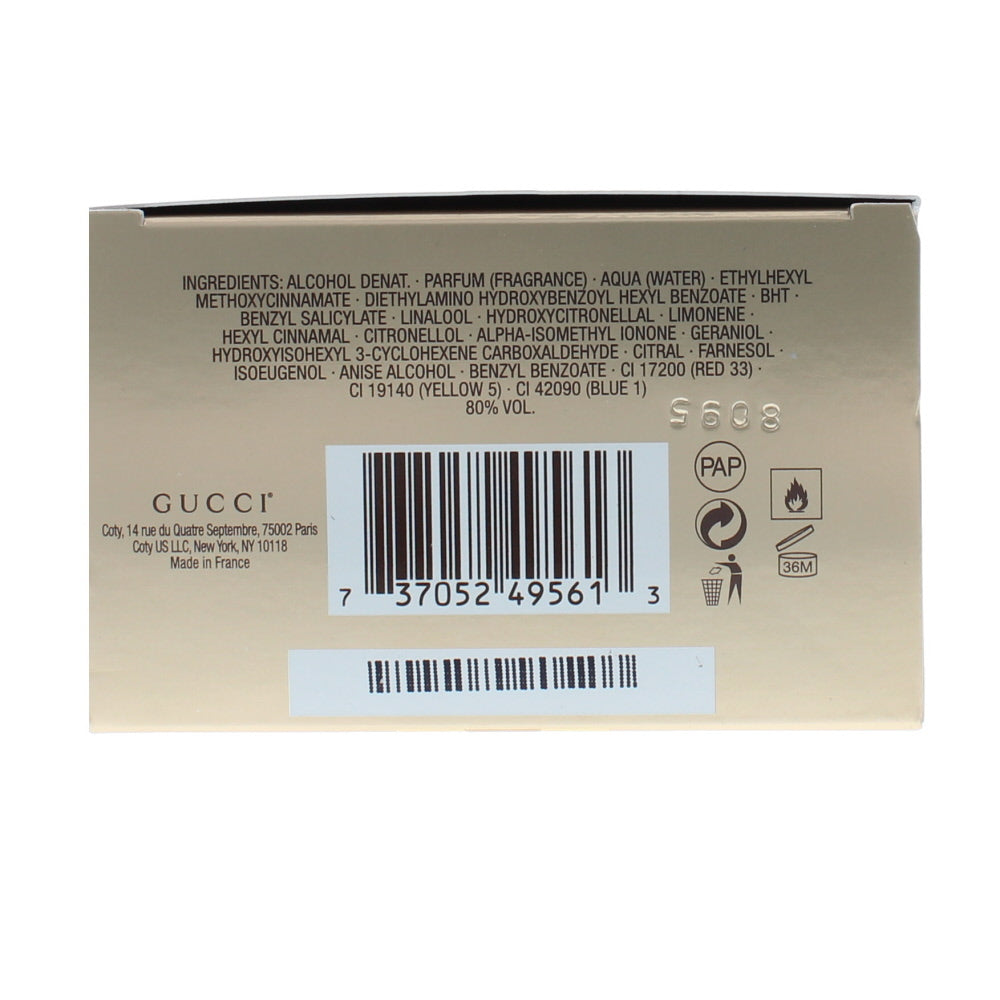 INGREDIENTS: ALCOHOL DENAT. · PARFUM (FRAGRANCE) · AQUA (WATER) · ETHYLHEXYL
METHOXYCINNAMATE · DIETHYLAMINO HYDROXYBENZOYL HEXYL BENZOATE · BHT ·
BENZYL SALICYLATE · LINALOOL · HYDROXYCITRONELLAL · LIMONENE ·
HEXYL CINNAMAL · CITRONELLOL · ALPHA-ISOMETHYL IONONE · GERANIOL ·
HYDROXYISOHEXYL 3-CYCLOHEXENE CARBOXALDEHYDE · CITRAL · FARNESOL ·
ISOEUGENOL · ANISE ALCOHOL · BENZYL BENZOATE · CI 17200 (RED 33) ·
CI 19140 (YELLOW 5) · CI 42090 (BLUE 1)
80% VOL.
8095
PAP
36M
GUCCI®
Coty, 14 rue du Quatre Septembre, 75002 Paris
Coty US LLC, New York, NY 10118
Made in France
7 37052 49561 3